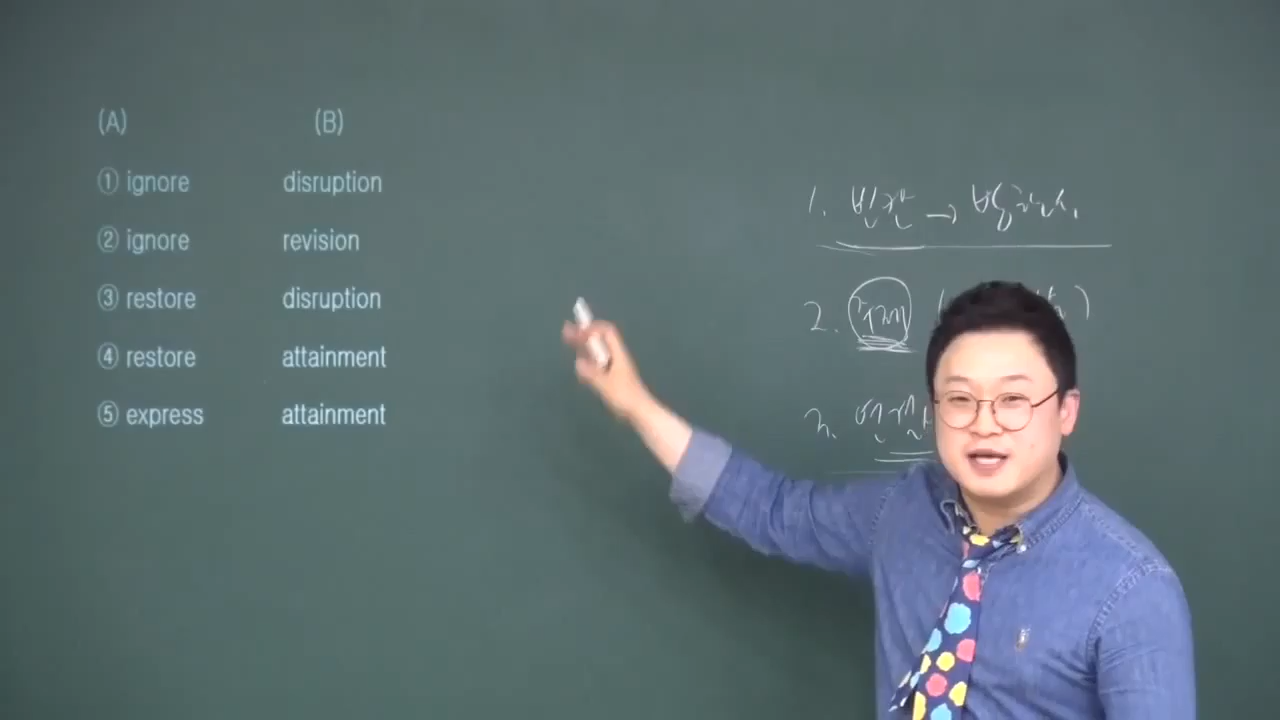 (A) (B)
① ignore disruption
② ignore revision
③ restore disruption
④ restore attainment
⑤ express attainment
1. 빈칸 →
2. 주제 ( )
3.